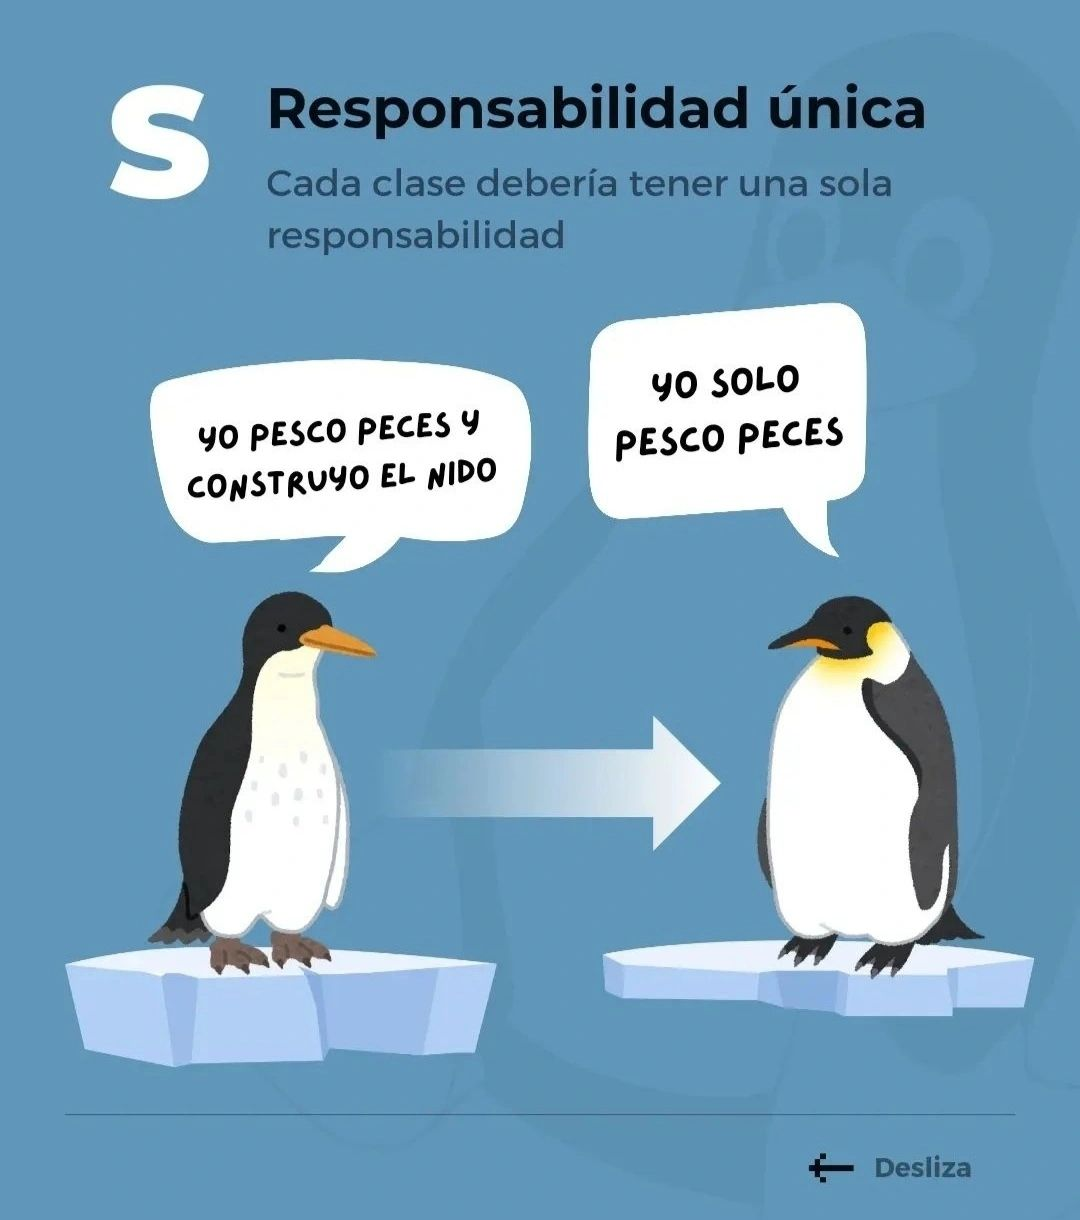 S
Responsabilidad única
Cada clase debería tener una sola
responsabilidad
YO PESCO PECES Y
CONSTRUYO EL NIDO
YO SOLO
PESCO PECES
Desliza